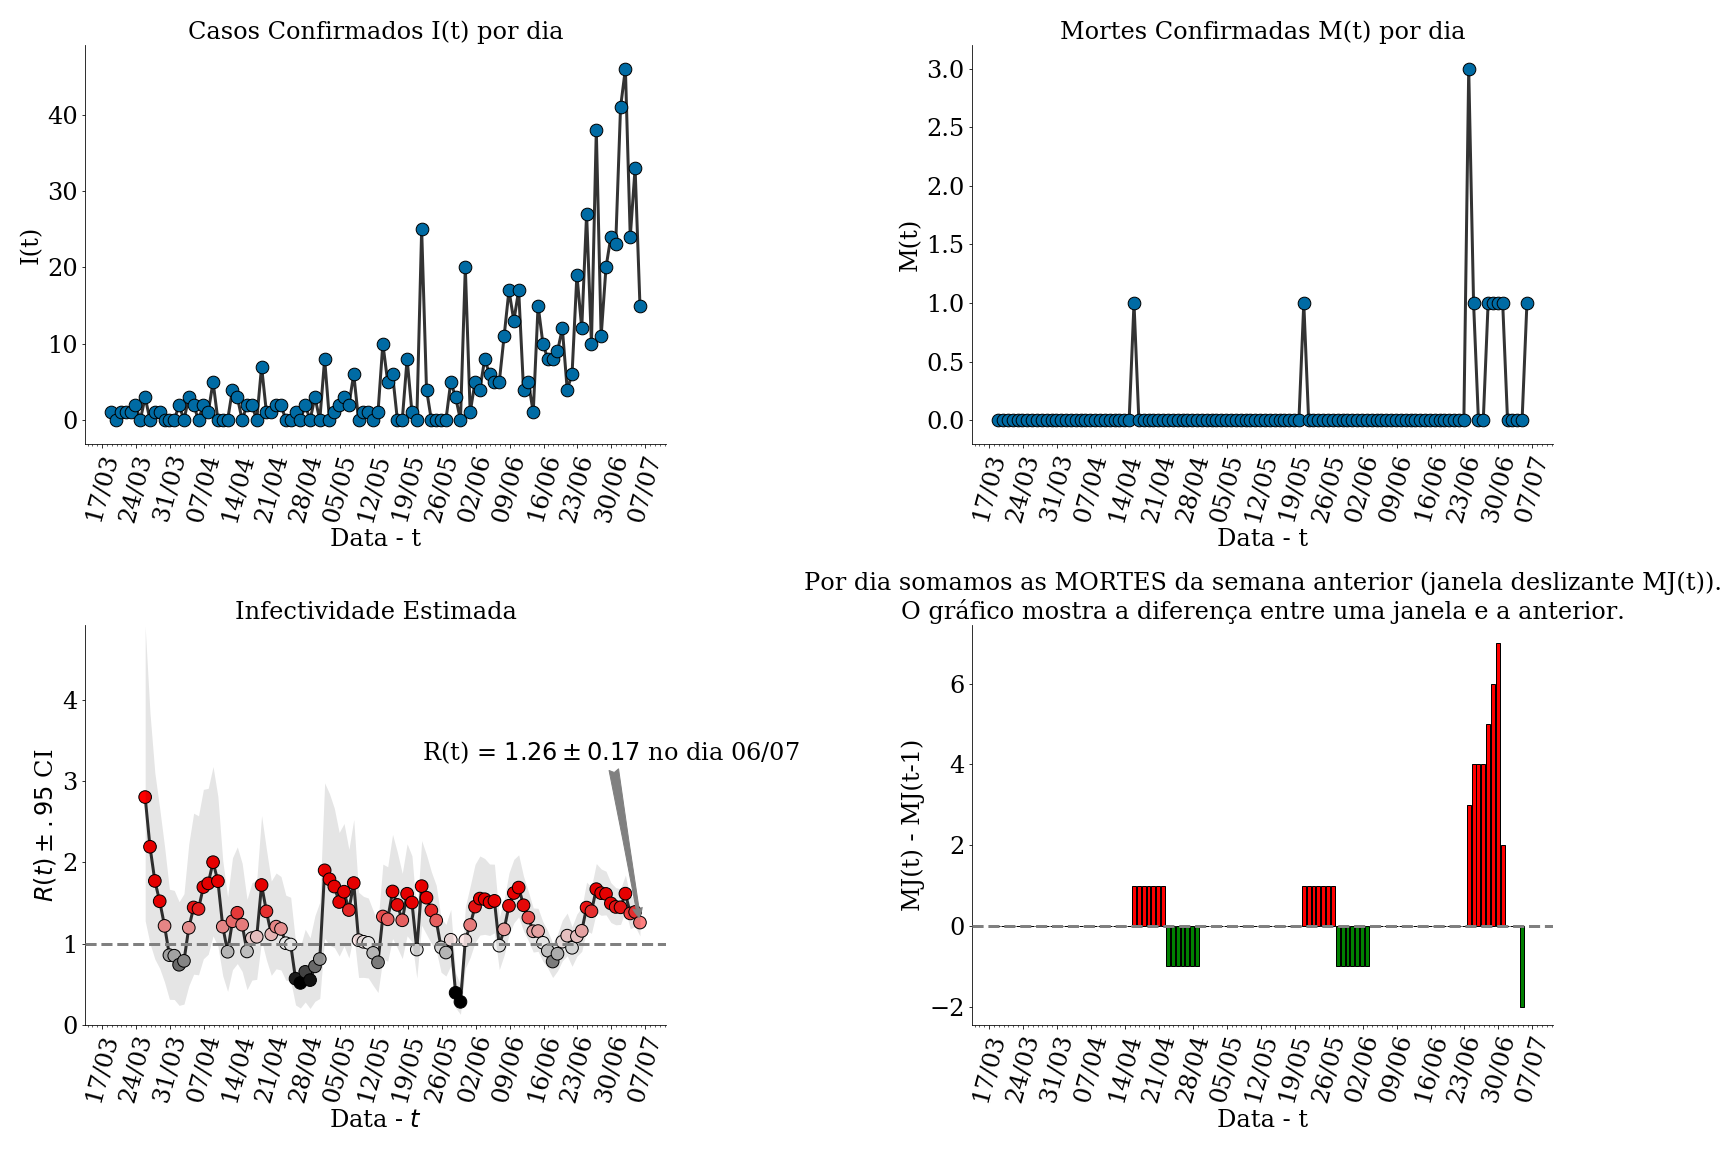 Casos Confirmados I(t) por dia
I(t)
40
30
20
10
0
17/03 24/03 31/03 07/04 14/04 21/04 28/04 05/05 12/05 19/05 26/05 02/06 09/06 16/06 23/06 30/06 07/07
Data - t
Mortes Confirmadas M(t) por dia
M(t)
3.0
2.5
2.0
1.5
1.0
0.5
0.0
17/03 24/03 31/03 07/04 14/04 21/04 28/04 05/05 12/05 19/05 26/05 02/06 09/06 16/06 23/06 30/06 07/07
Data - t
Infectividade Estimada
R(t) ± .95 CI
4
3
2
1
0
R(t) = 1.26 ± 0.17 no dia 06/07
17/03 24/03 31/03 07/04 14/04 21/04 28/04 05/05 12/05 19/05 26/05 02/06 09/06 16/06 23/06 30/06 07/07
Data - t
Por dia somamos as MORTES da semana anterior (janela deslizante MJ(t)).
O gráfico mostra a diferença entre uma janela e a anterior.
MJ(t) - MJ(t-1)
6
4
2
0
−2
17/03 24/03 31/03 07/04 14/04 21/04 28/04 05/05 12/05 19/05 26/05 02/06 09/06 16/06 23/06 30/06 07/07
Data - t